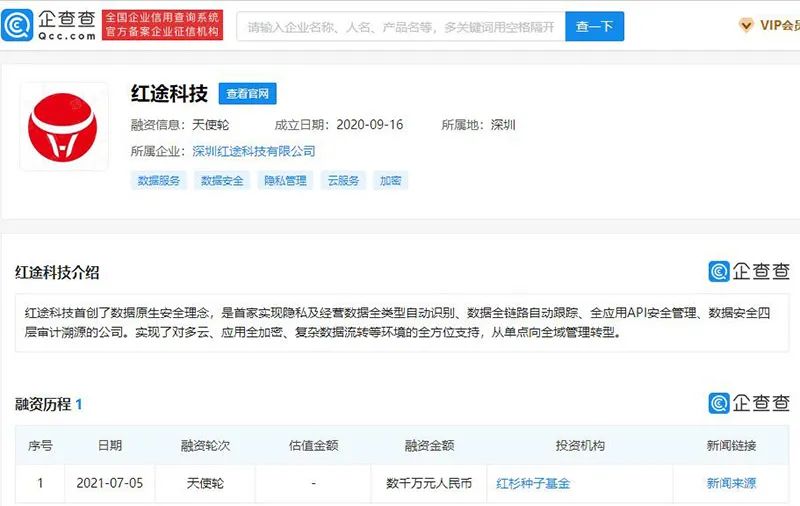 企查查
Qcc.com
全国企业信用查询系统
官方备案企业征信机构
请输入企业名称、人名、产品名等，多关键词用空格隔开
查一下
VIP会员
红途科技
查看官网
融资信息：天使轮 成立日期：2020-09-16 所属地：深圳
所属企业：深圳红途科技有限公司
数据服务 数据安全 隐私管理 云服务 加密
红途科技介绍
企查查
红途科技首创了数据原生安全理念，是首家实现隐私及经营数据全类型自动识别、数据全链路自动跟踪、全应用API安全管理、数据安全四
层审计溯源的公司。实现了对多云、应用全加密、复杂数据流转等环境的全方位支持，从单点向全域管理转型。
融资历程 1
企查查
序号 日期 融资轮次 估值金额 融资金额 投资机构 新闻链接
1 2021-07-05 天使轮 - 数千万元人民币 红杉种子基金 新闻来源